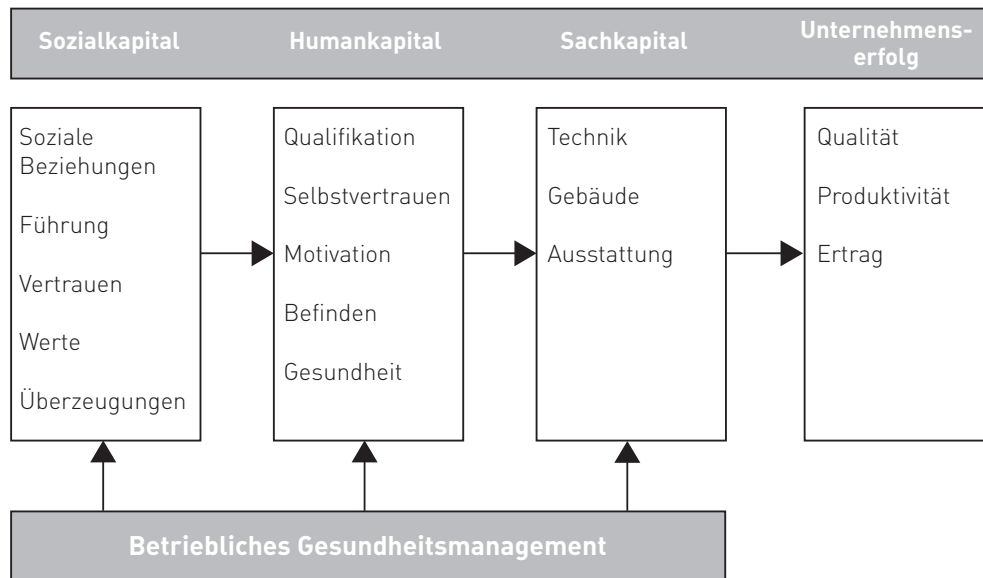 Sozialkapital
Humankapital
Sachkapital
Unternehmens-
erfolg
Soziale
Beziehungen
Führung
Vertrauen
Werte
Überzeugungen
Qualifikation
Selbstvertrauen
Motivation
Befinden
Gesundheit
Technik
Gebäude
Ausstattung
Qualität
Produktivität
Ertrag
Betriebliches Gesundheitsmanagement